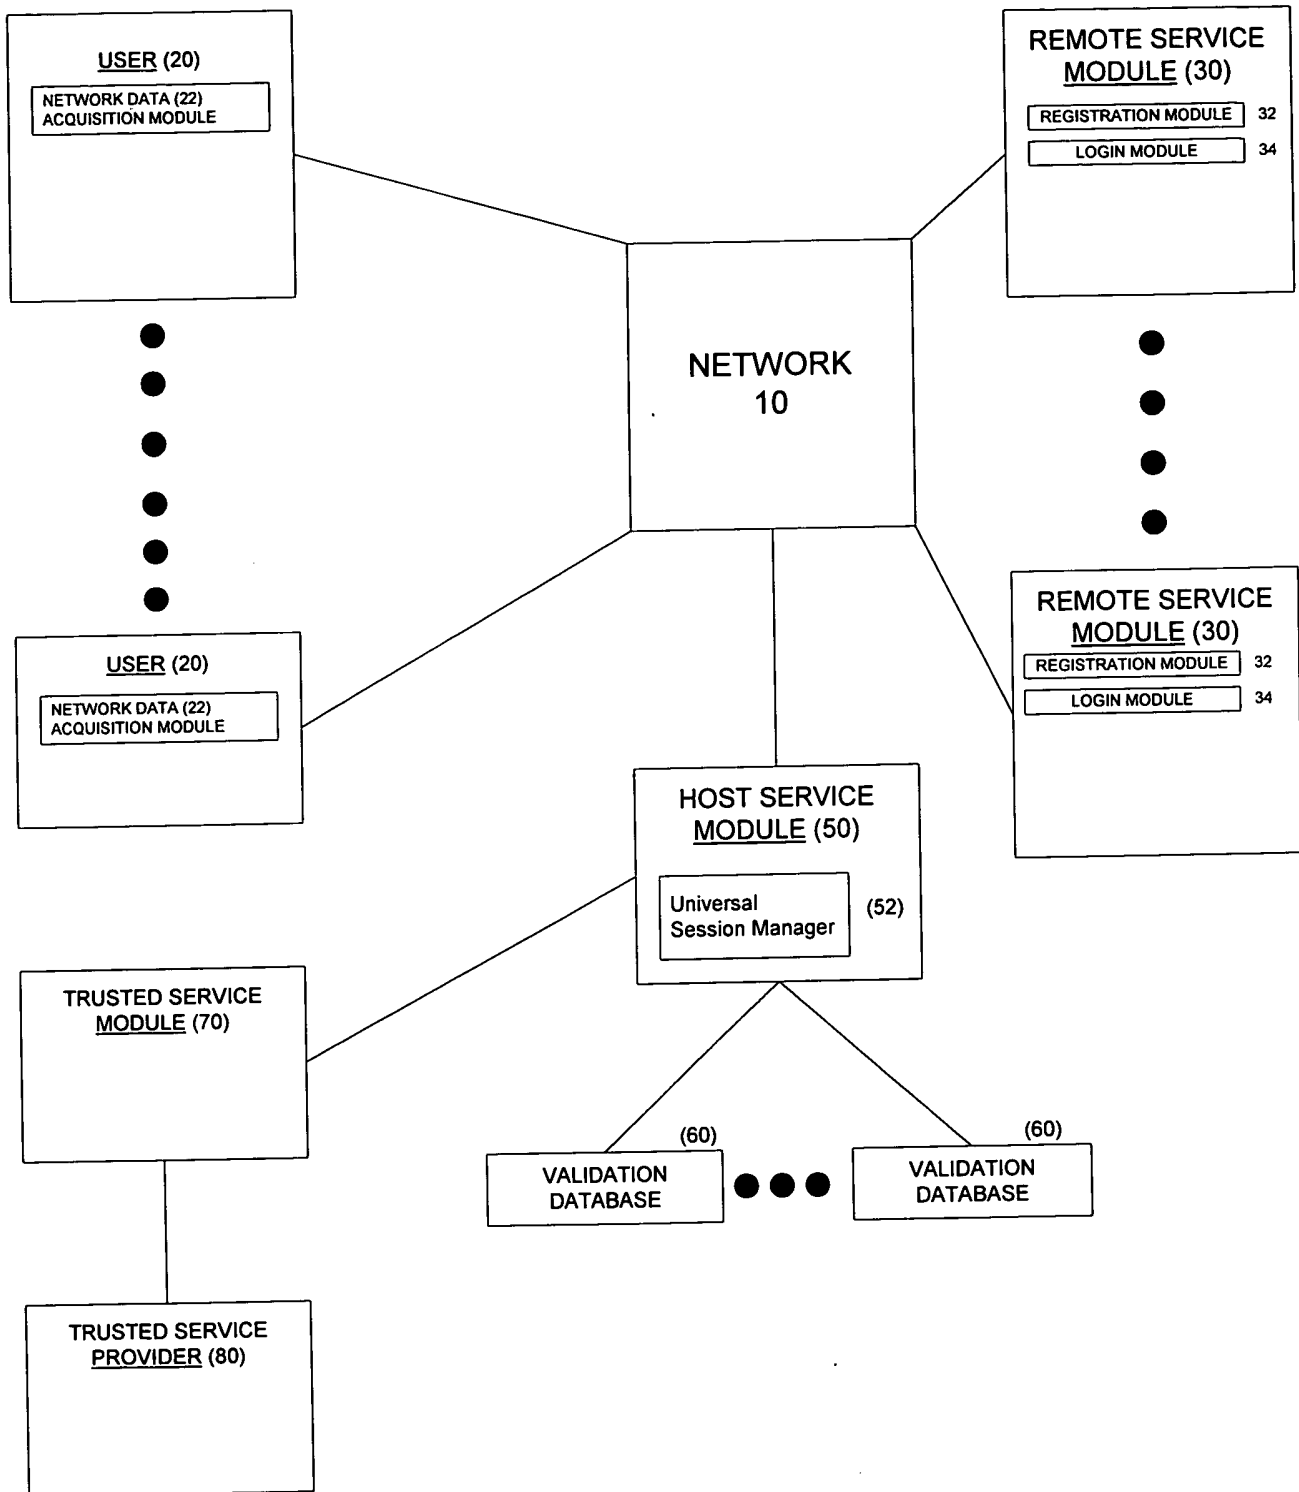 USER (20)
NETWORK DATA (22)
ACQUISITION MODULE
REMOTE SERVICE
MODULE (30)
REGISTRATION MODULE 32
LOGIN MODULE 34
NETWORK
10
USER (20)
NETWORK DATA (22)
ACQUISITION MODULE
REMOTE SERVICE
MODULE (30)
REGISTRATION MODULE 32
LOGIN MODULE 34
HOST SERVICE
MODULE (50)
Universal
Session Manager
(52)
TRUSTED SERVICE
MODULE (70)
(60)
VALIDATION
DATABASE
(60)
VALIDATION
DATABASE
TRUSTED SERVICE
PROVIDER (80)